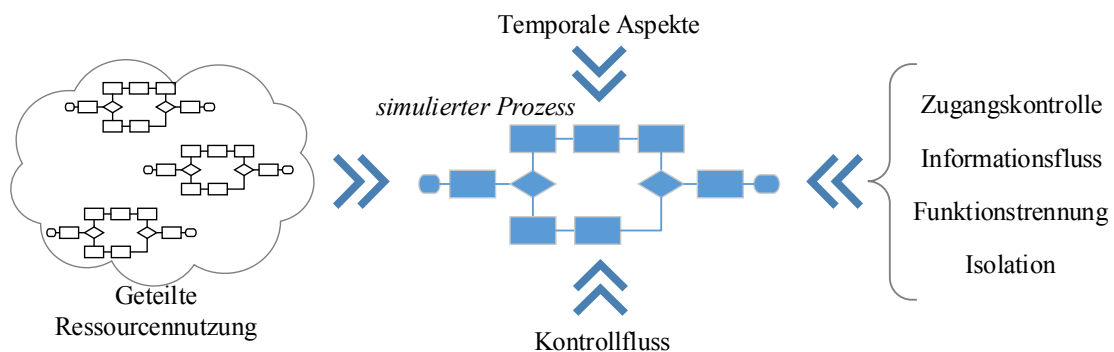 Temporale Aspekte
simulierter Prozess
Zugangskontrolle
Informationsfluss
Funktionstrennung
Isolation
Geteilte
Ressourcennutzung
Kontrollfluss